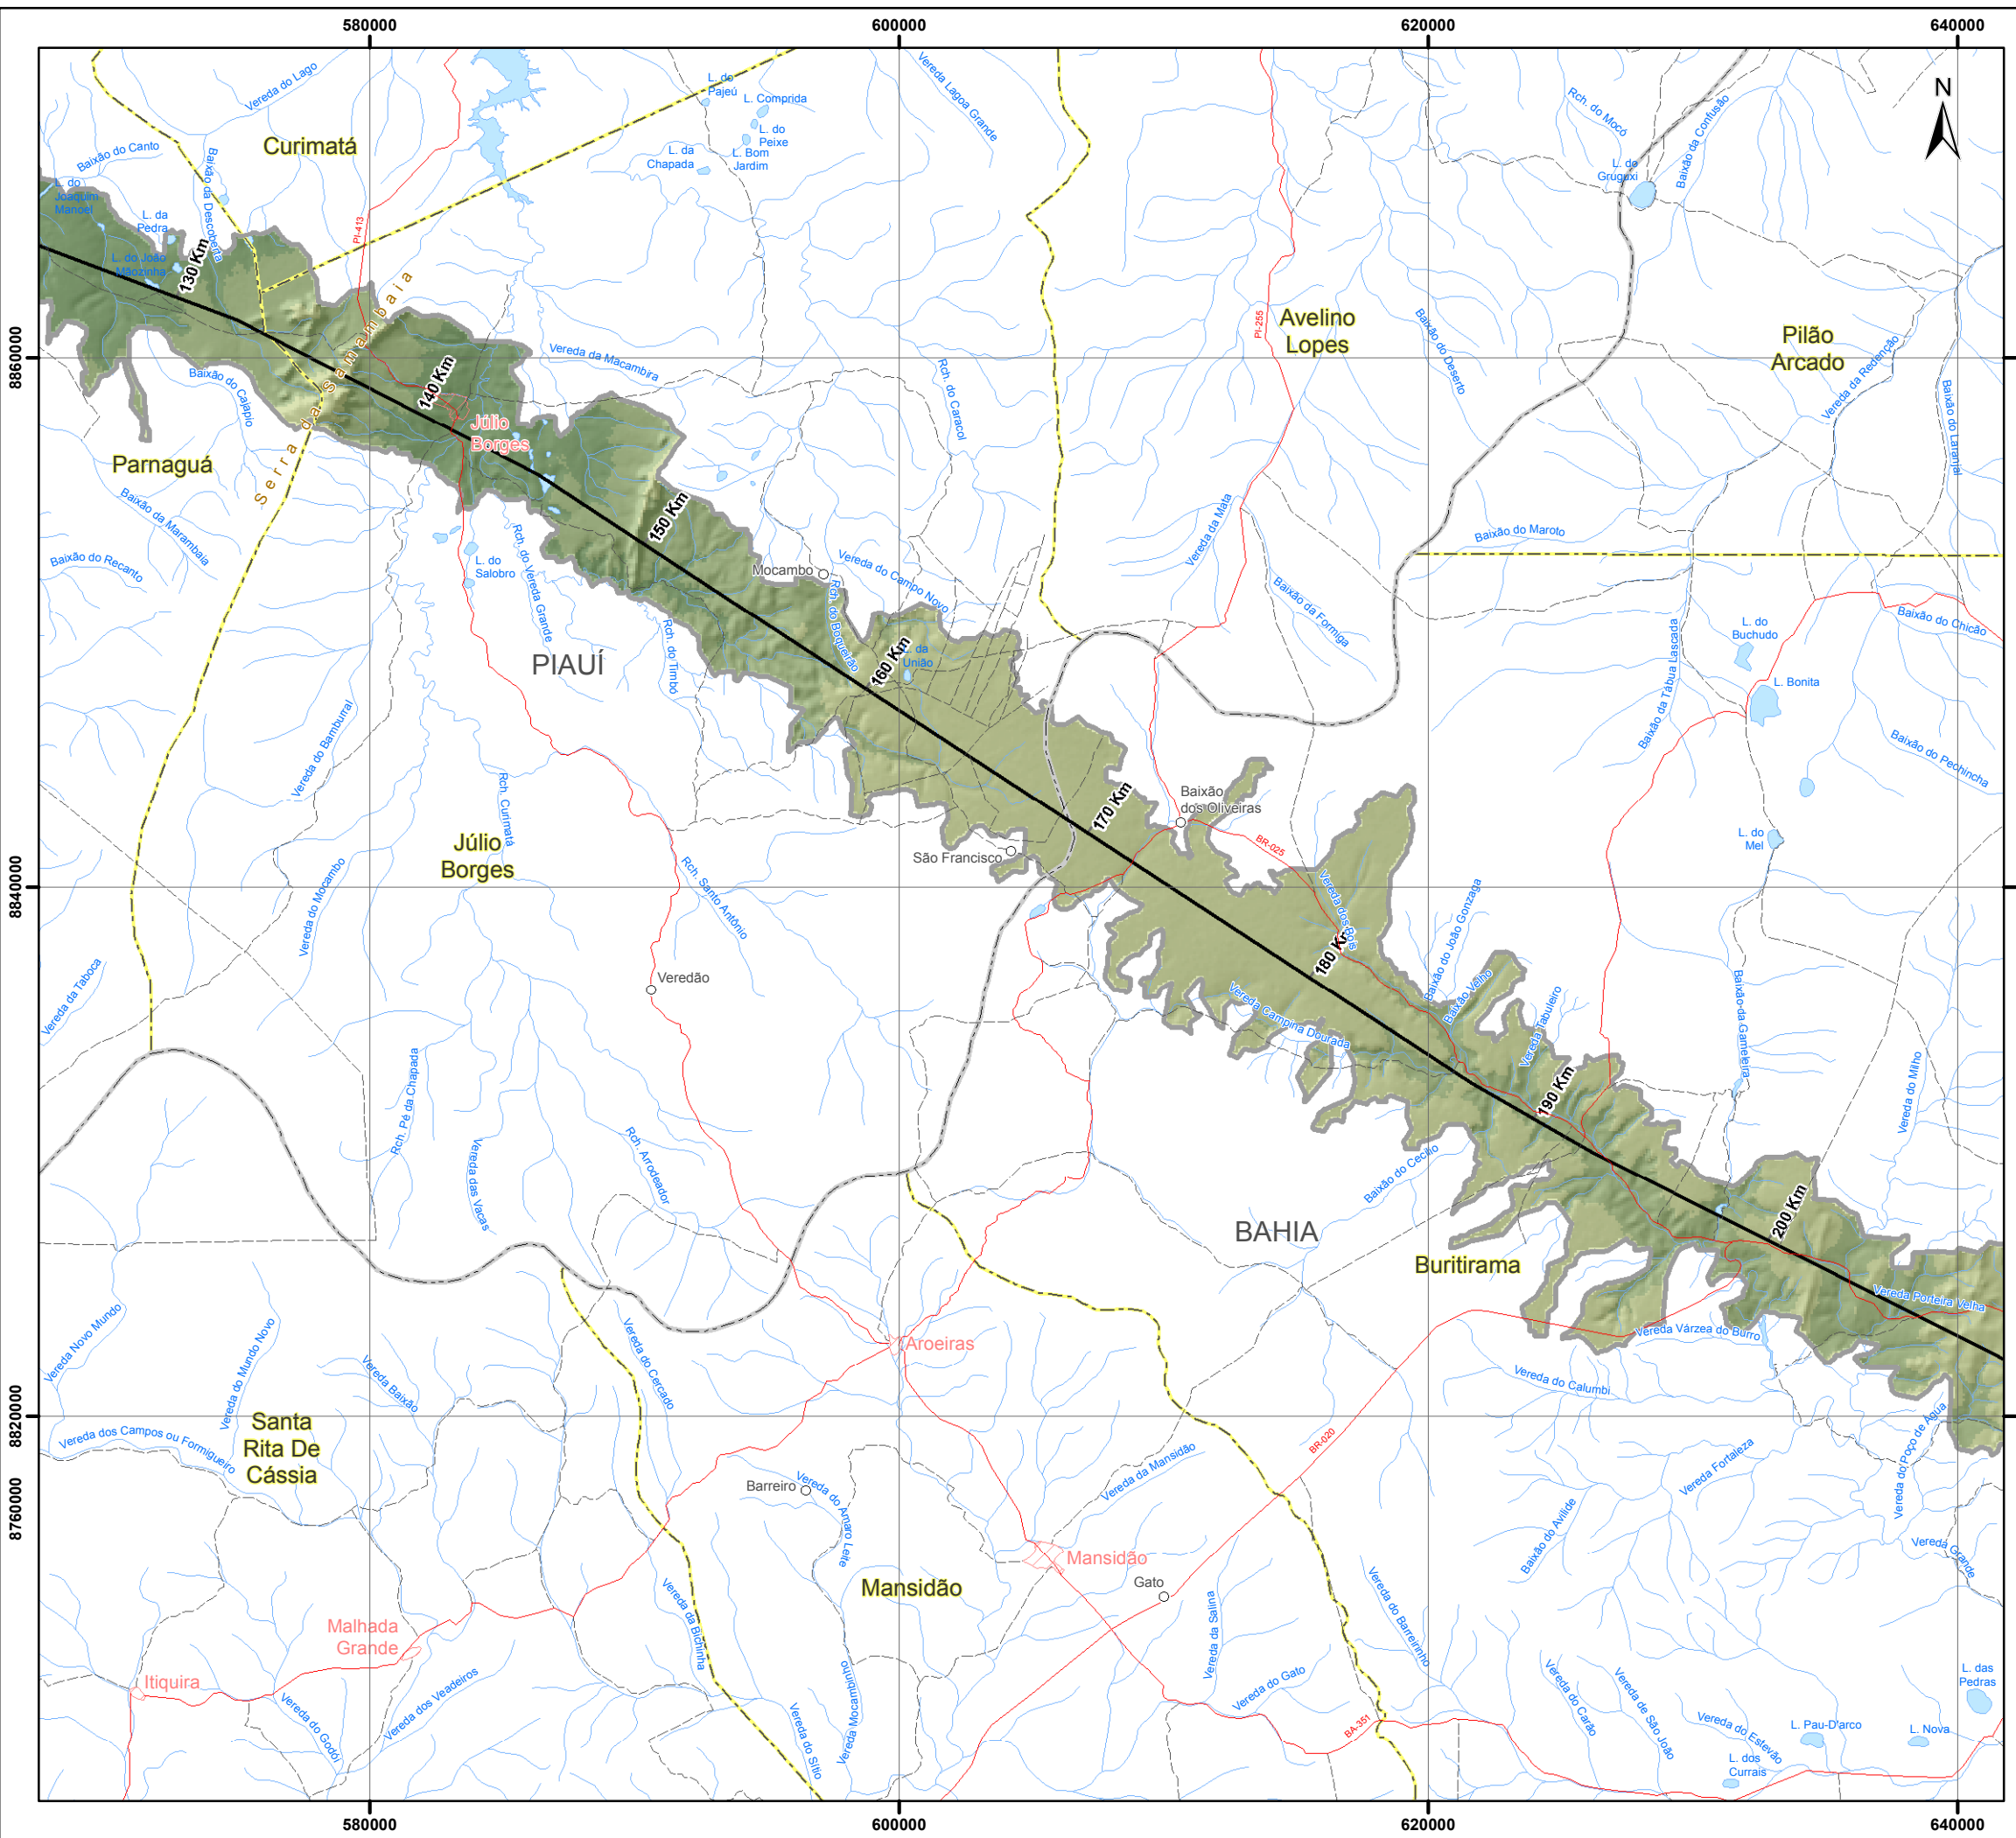 580000
600000
620000
640000
N
Vereda do Lago
Curimatá
Baixão do Canto
Baixão da Descoberta
L. do
Joaquim
Manoel
L. da
Pedra
L. do João
Mãozinha
130 Km
PI-413
Serra da Samambaia
L. do
Pajeú
L. Comprida
L. do
Peixe
L. Bom
Jardim
L. da
Chapada
Vereda Lagoa Grande
Rch. do Mocó
Baixão da Confusão
L. do
Gruguxi
8860000
Avelino
Lopes
PI-255
Pilão
Arcado
Baixão do Deserto
Vereda da Redenção
Baixão do Laranjal
Vereda da Macambira
Rch. do Caracol
Baixão do Cajapio
140 Km
Júlio
Borges
Parnaguá
Baixão da Marambaia
Baixão do Recanto
150 Km
L. do
Salobro
Rch. do Vereda Grande
Mocambo
Vereda do Campo Novo
Rch. do Boqueirão
Rch. do Timbó
Vereda da Mata
Baixão da Formiga
Baixão do Maroto
Baixão do Chicão
L. do
Buchudo
Baixão da Tábua Lascada
L. Bonita
Baixão do Pechincha
160 Km
L. da
União
PIAUÍ
Vereda do Bamburral
Rch. Curimatá
170 Km
Baixão
dos Oliveiras
BR-025
L. do
Mel
Júlio
Borges
São Francisco
8840000
Vereda do Mocambo
Rch. Santo Antônio
Vereda dos Bois
Baixão do João Gonzaga
180 Km
Vereda da Taboca
Veredão
Vereda Campina Dourada
Baixão Velho
Vereda Tabuleiro
Baixão da Gameleira
Vereda do Milho
190 Km
Rch. Pé da Chapada
Vereda das Vacas
Rch. Arrodeador
Baixão do Cecílio
BAHIA
Buritirama
200 Km
Vereda Porteira Velha
Vereda Várzea do Burro
Vereda Novo Mundo
Vereda do Mundo Novo
Vereda Baixão
Vereda do Cercado
Aroeiras
Vereda do Calumbi
8820000
Santa
Rita De
Cássia
Vereda dos Campos ou Formigueiro
BR-020
Vereda do Poço de Água
Vereda Fortaleza
Vereda da Mansidão
8760000
Barreiro
Vereda do Amaro Leite
Baixão do Avilide
Vereda Grande
Mansidão
Mansidão
Gato
Vereda da Bichinha
Vereda da Salina
Vereda do Barreirinho
Malhada
Grande
Itiquira
Vereda do Godói
Vereda dos Veadeiros
Vereda do Sítio
Vereda Mocambinho
Vereda do Gato
BA-351
Vereda do Carão
Vereda de São João
Vereda do Estevão
L. Pau-D'arco
L. dos
Currais
L. Nova
L. das
Pedras
580000
600000
620000
640000